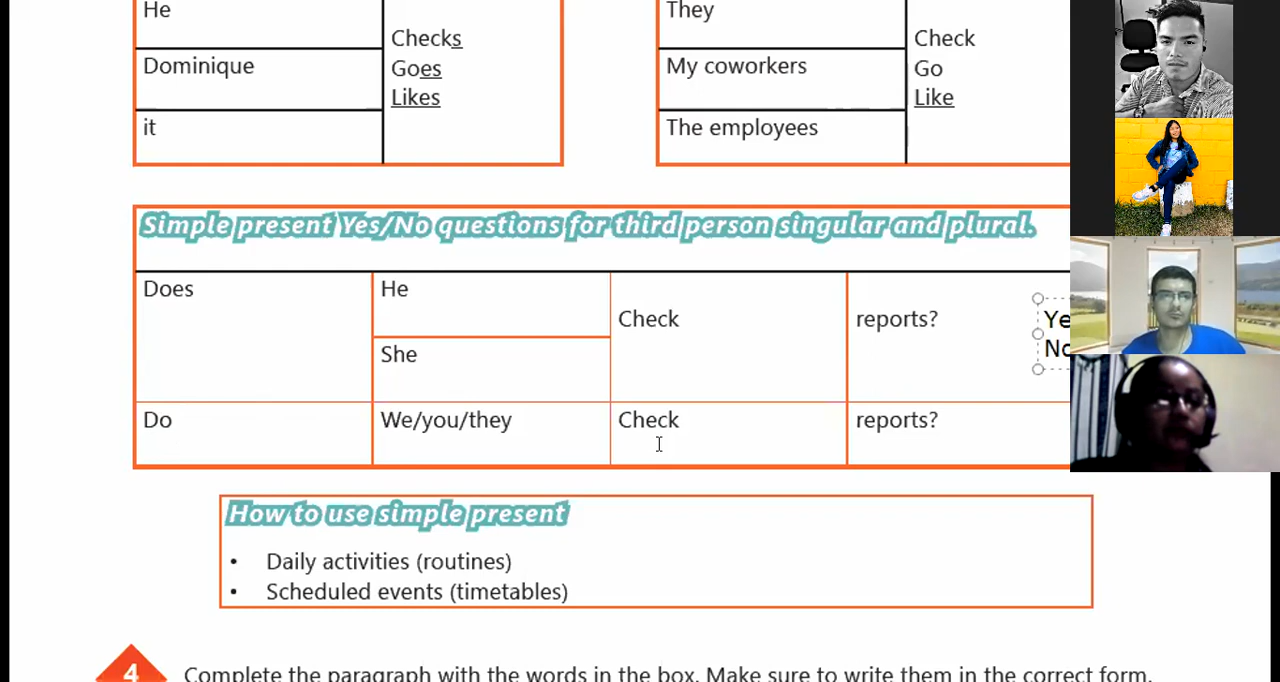 He
Checks
Goes
Likes
Dominique
it
They
Check
Go
Like
My coworkers
The employees
Simple present Yes/No questions for third person singular and plural.
Does
He
She
Check
reports?
Do
We/you/they
Check
reports?
How to use simple present
• Daily activities (routines)
• Scheduled events (timetables)
4
Complete the paragraph with the words in the box. Make sure to write them in the correct form.